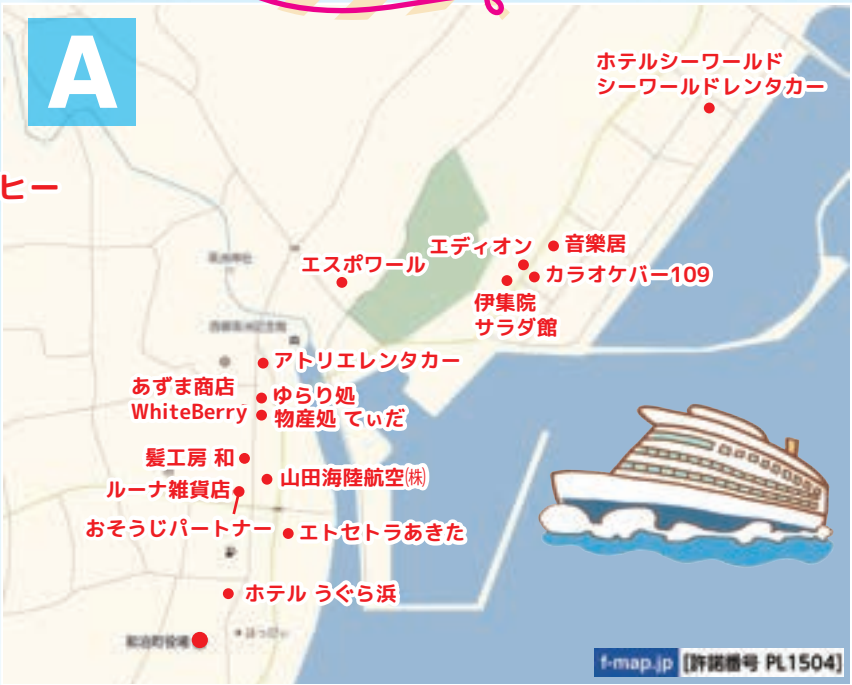 A
ホテルシーワールド
シーワールドレンタカー
ヒー
エディオン
音樂居
エスポワール
カラオケバー109
伊集院
サラダ館
アトリエレンタカー
あずま商店
ゆらり処
WhiteBerry
物産処 てぃだ
髪工房 和
山田海陸航空㈱
ルーナ雑貨店
おそうじパートナー
エトセトラあきた
ホテル うぐら浜
和泊町役場
f-map.jp [許諾番号 PL1504]